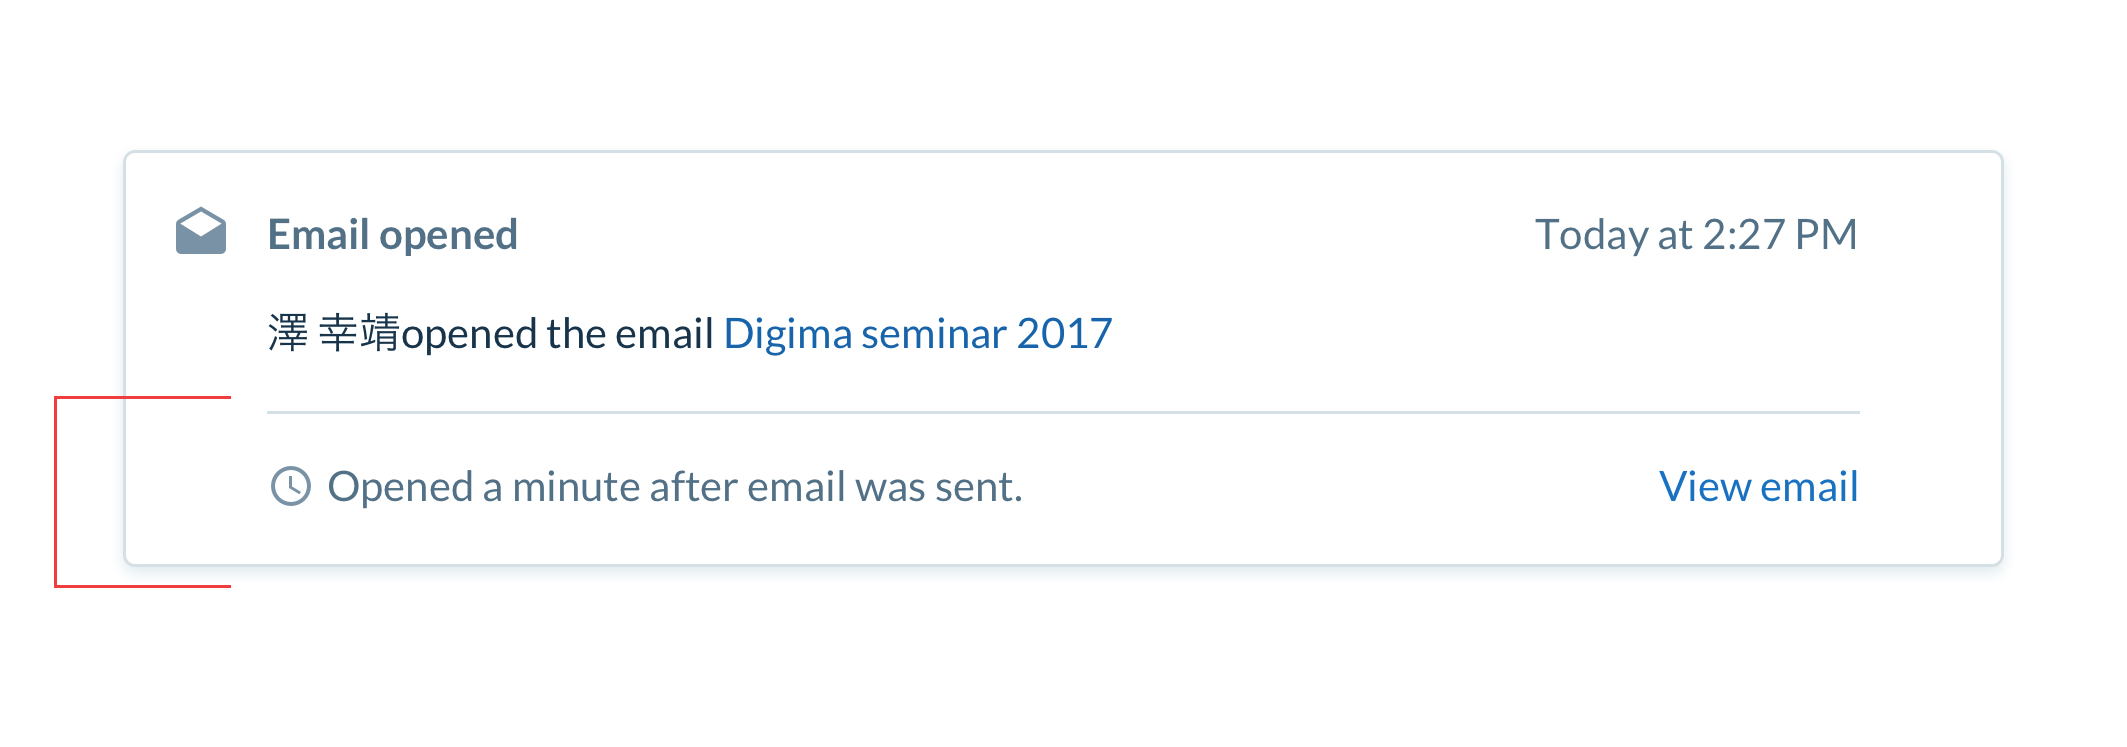 Email opened
Today at 2:27 PM
澤 幸靖opened the email Digima seminar 2017
Opened a minute after email was sent.
View email